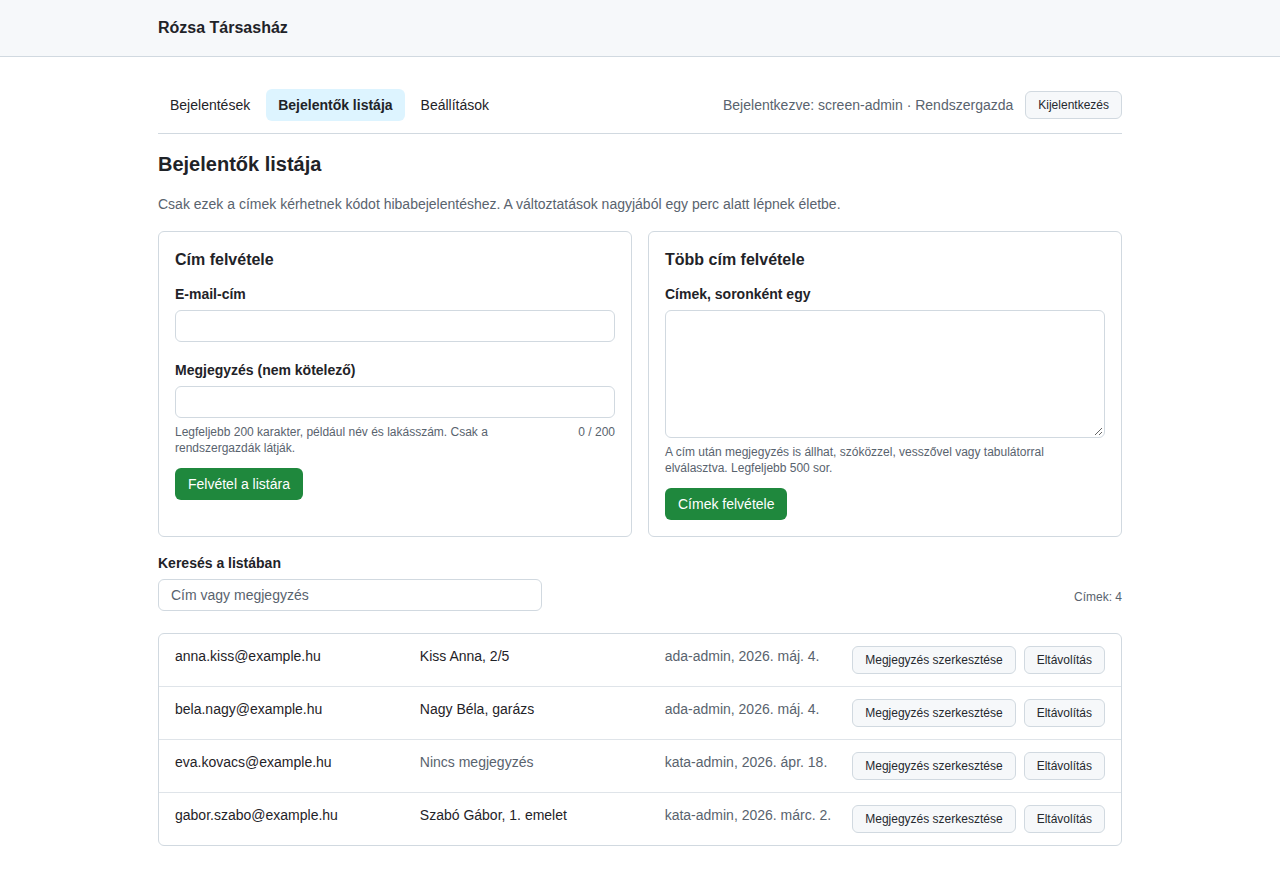 Rózsa Társasház
Bejelentések Bejelentők listája Beállítások Bejelentkezve: screen-admin · Rendszergazda Kijelentkezés
Bejelentők listája
Csak ezek a címek kérhetnek kódot hibabejelentéshez. A változtatások nagyjából egy perc alatt lépnek életbe.
Cím felvétele
E-mail-cím
Megjegyzés (nem kötelező)
Legfeljebb 200 karakter, például név és lakásszám. Csak a 0 / 200
rendszergazdák látják.
Felvétel a listára
Több cím felvétele
Címek, soronként egy
A cím után megjegyzés is állhat, szóközzel, vesszővel vagy tabulátorral
elválasztva. Legfeljebb 500 sor.
Címek felvétele
Keresés a listában
Cím vagy megjegyzés Címek: 4
anna.kiss@example.hu Kiss Anna, 2/5 ada-admin, 2026. máj. 4. Megjegyzés szerkesztése Eltávolítás
bela.nagy@example.hu Nagy Béla, garázs ada-admin, 2026. máj. 4. Megjegyzés szerkesztése Eltávolítás
eva.kovacs@example.hu Nincs megjegyzés kata-admin, 2026. ápr. 18. Megjegyzés szerkesztése Eltávolítás
gabor.szabo@example.hu Szabó Gábor, 1. emelet kata-admin, 2026. márc. 2. Megjegyzés szerkesztése Eltávolítás